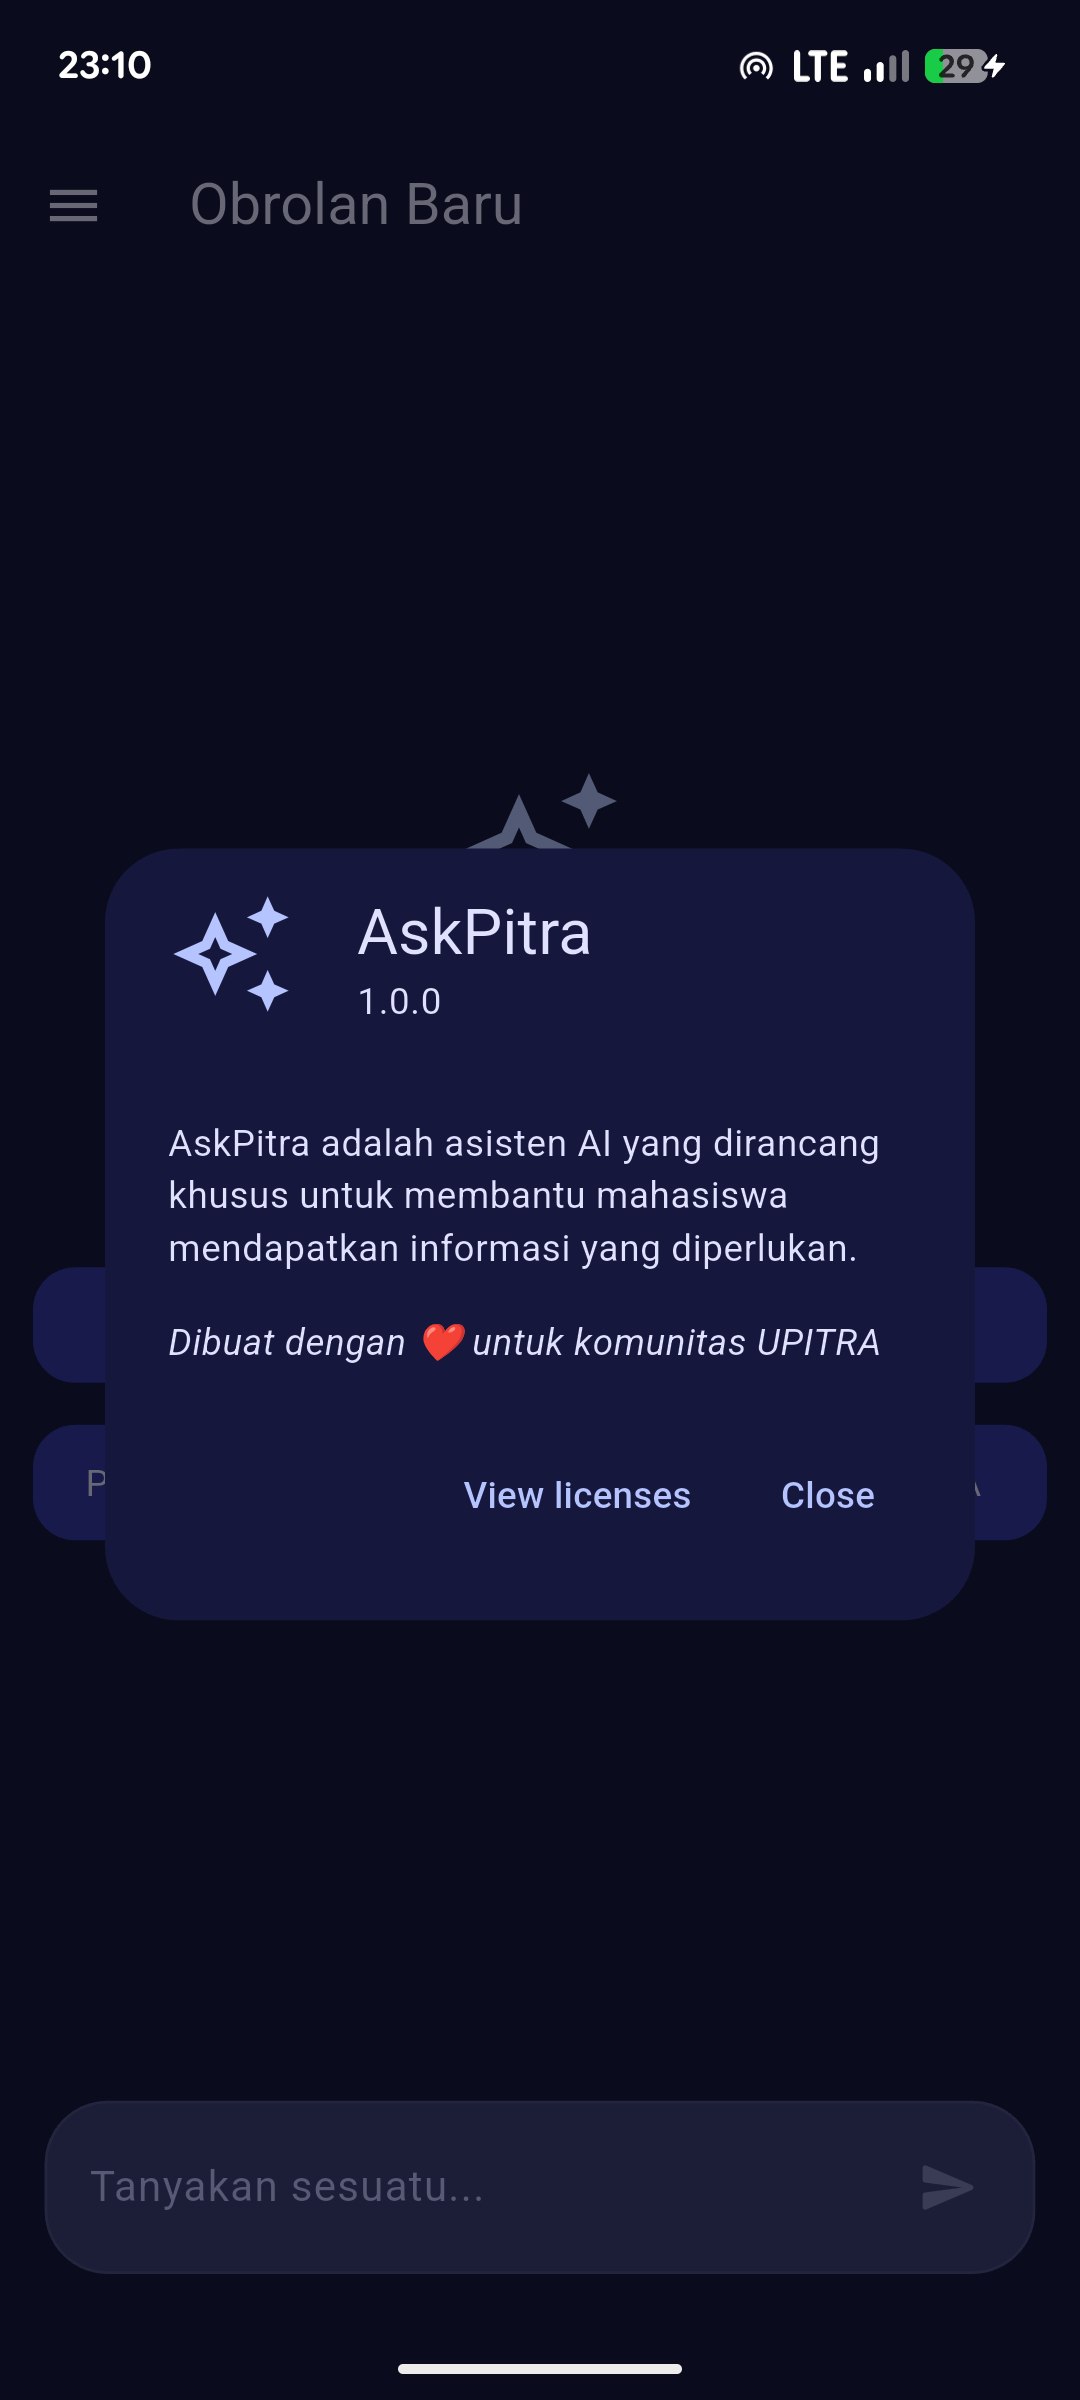 23:10
LTE
29
Obrolan Baru
AskPitra
1.0.0
AskPitra adalah asisten AI yang dirancang
khusus untuk membantu mahasiswa
mendapatkan informasi yang diperlukan.
Dibuat dengan ❤️ untuk komunitas UPITRA
View licenses
Close
Tanyakan sesuatu...